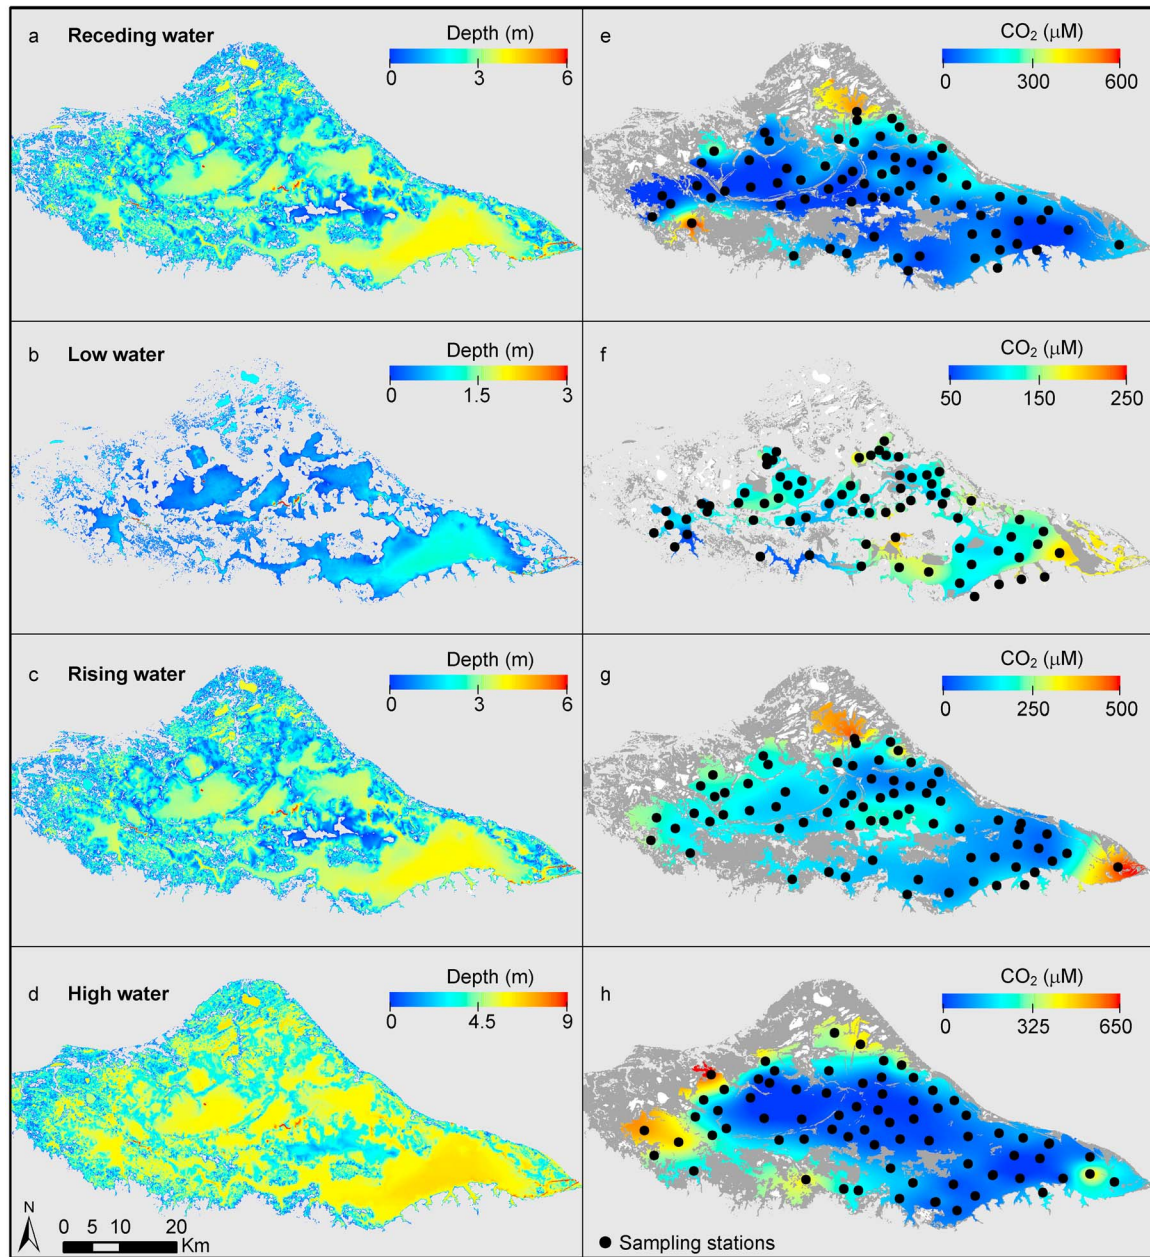 a Receding water Depth (m)
0 3 6
e CO₂ (μM)
0 300 600
b Low water Depth (m)
0 1.5 3
f CO₂ (μM)
50 150 250
c Rising water Depth (m)
0 3 6
g CO₂ (μM)
0 250 500
d High water Depth (m)
0 4.5 9
h CO₂ (μM)
0 325 650
N
0 5 10 20
Km
Sampling stations